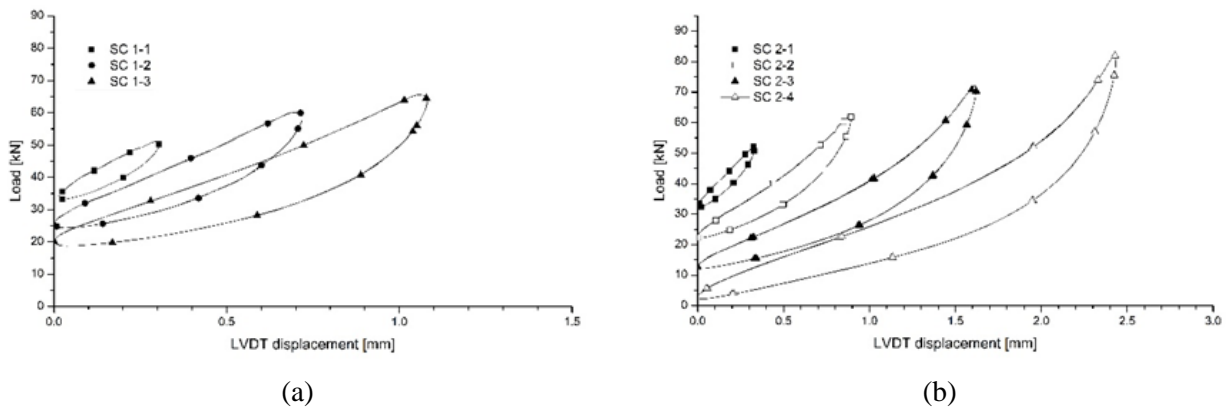 90
80
70
60
50
40
30
20
10
0
Load [kN]
SC 1-1
SC 1-2
SC 1-3
0.0 0.5 1.0 1.5
LVDT displacement [mm]
(a)
90
80
70
60
50
40
30
20
10
0
Load [kN]
SC 2-1
SC 2-2
SC 2-3
SC 2-4
0.0 0.5 1.0 1.5 2.0 2.5 3.0
LVDT displacement [mm]
(b)